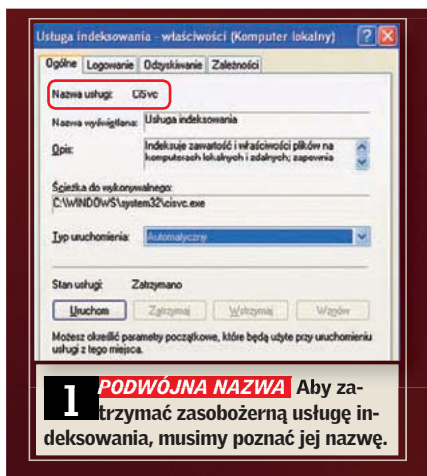 Usługa indeksowania - właściwości (Komputer lokalny)
Ogólne Logowanie Odzyskiwanie Zależności
Nazwa usługi: CiSvc
Nazwa wyświetlana: Usługa indeksowania
Opis: Indeksuje zawartość i właściwości plików na
komputerach lokalnych i zdalnych; zapewnia
Ścieżka do wykonywalnego:
C:\WINDOWS\system32\cisvc.exe
Typ uruchomienia: Automatyczny
Stan usługi: Zatrzymano
Uruchom Zatrzymaj Wstrzymaj Wznów
Możesz określić parametry początkowe, które będą użyte przy uruchomieniu
usługi z tego miejsca.
1 PODWÓJNA NAZWA Aby za-
trzymać zasobożerną usługę in-
deksowania, musimy poznać jej nazwę.